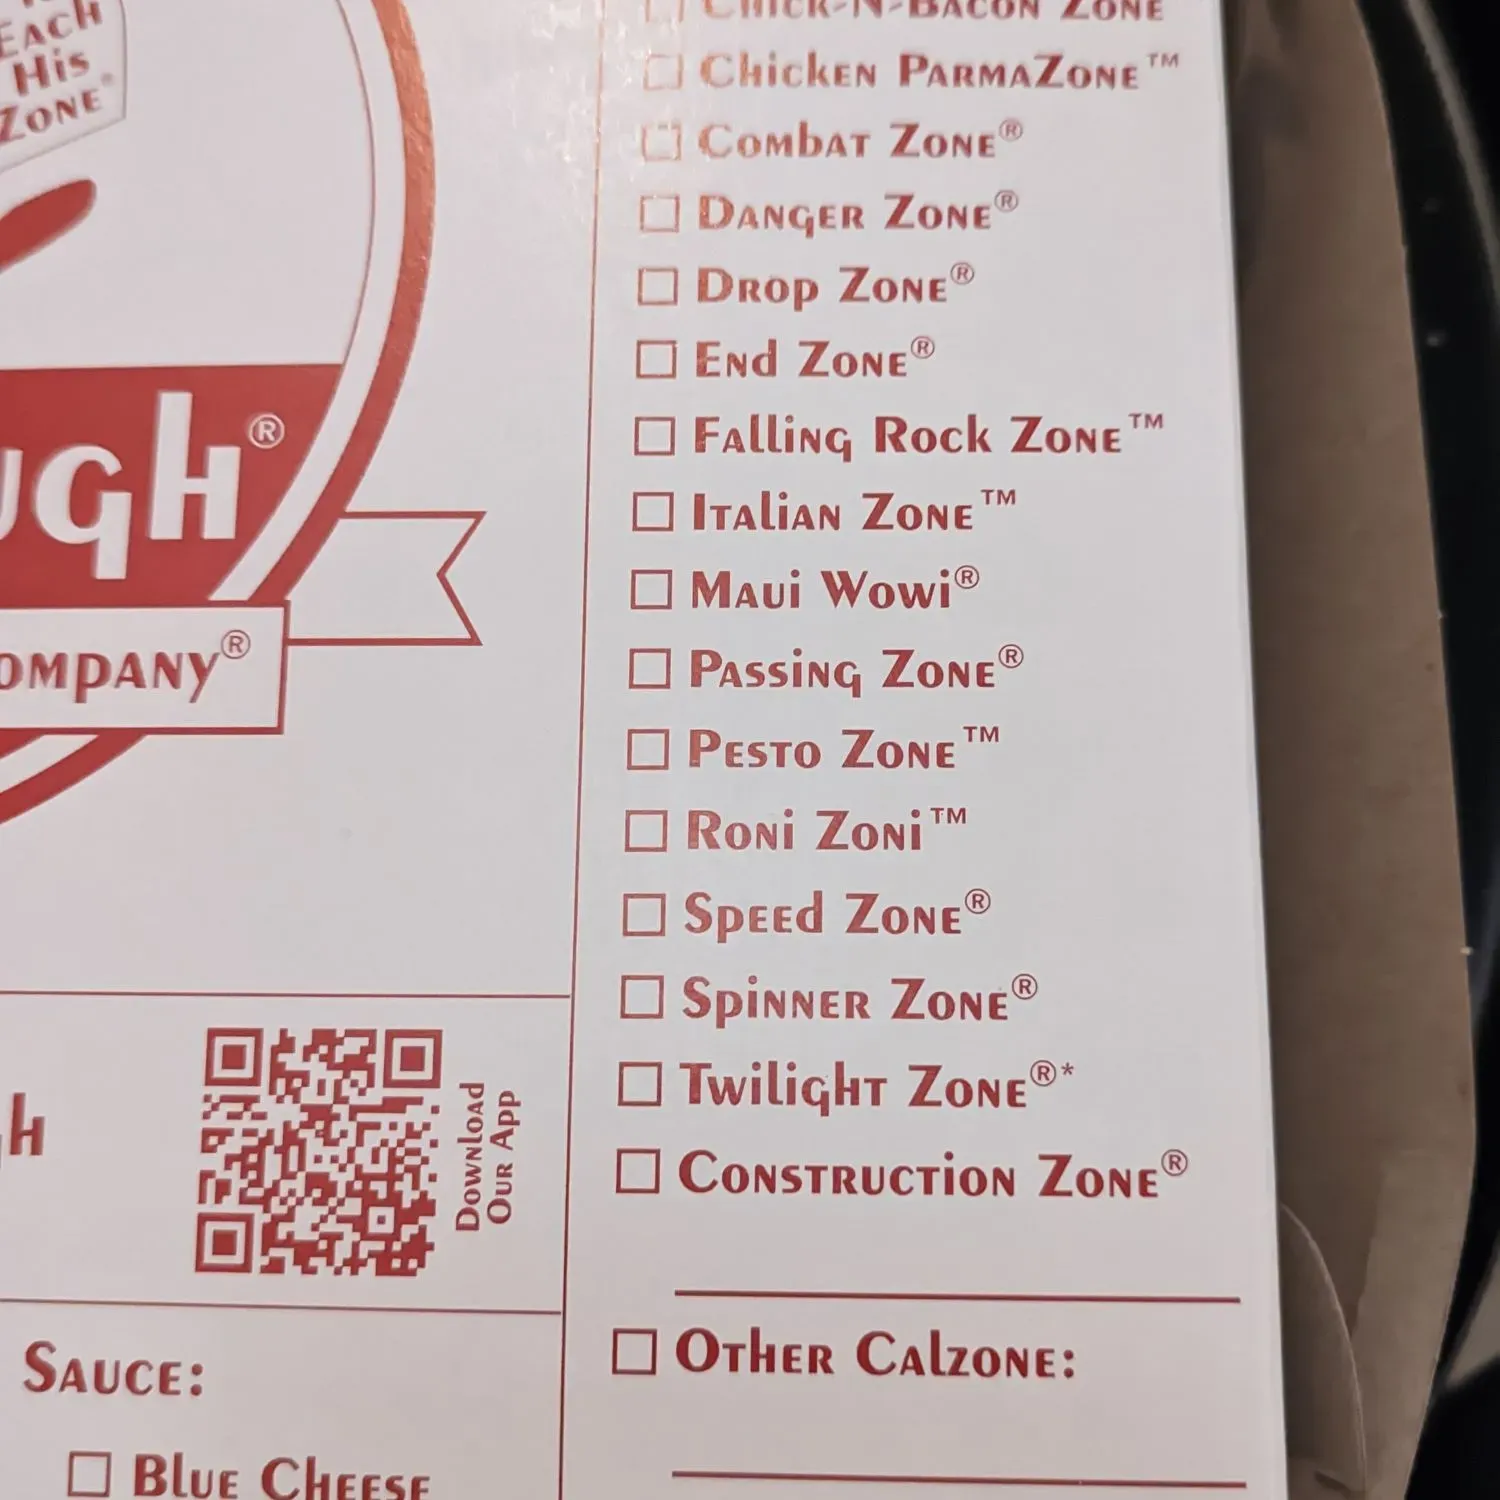 EACH
His
ZONE®
ugh®
OMPANY®
h
Download
Our App
Sauce:
Blue Cheese
Chick-N-Bacon Zone
Chicken ParmaZone™
Combat Zone®
Danger Zone®
Drop Zone®
End Zone®
Falling Rock Zone™
Italian Zone™
Maui Wowi®
Passing Zone®
Pesto Zone™
Roni Zoni™
Speed Zone®
Spinner Zone®
Twilight Zone®*
Construction Zone®
Other Calzone: